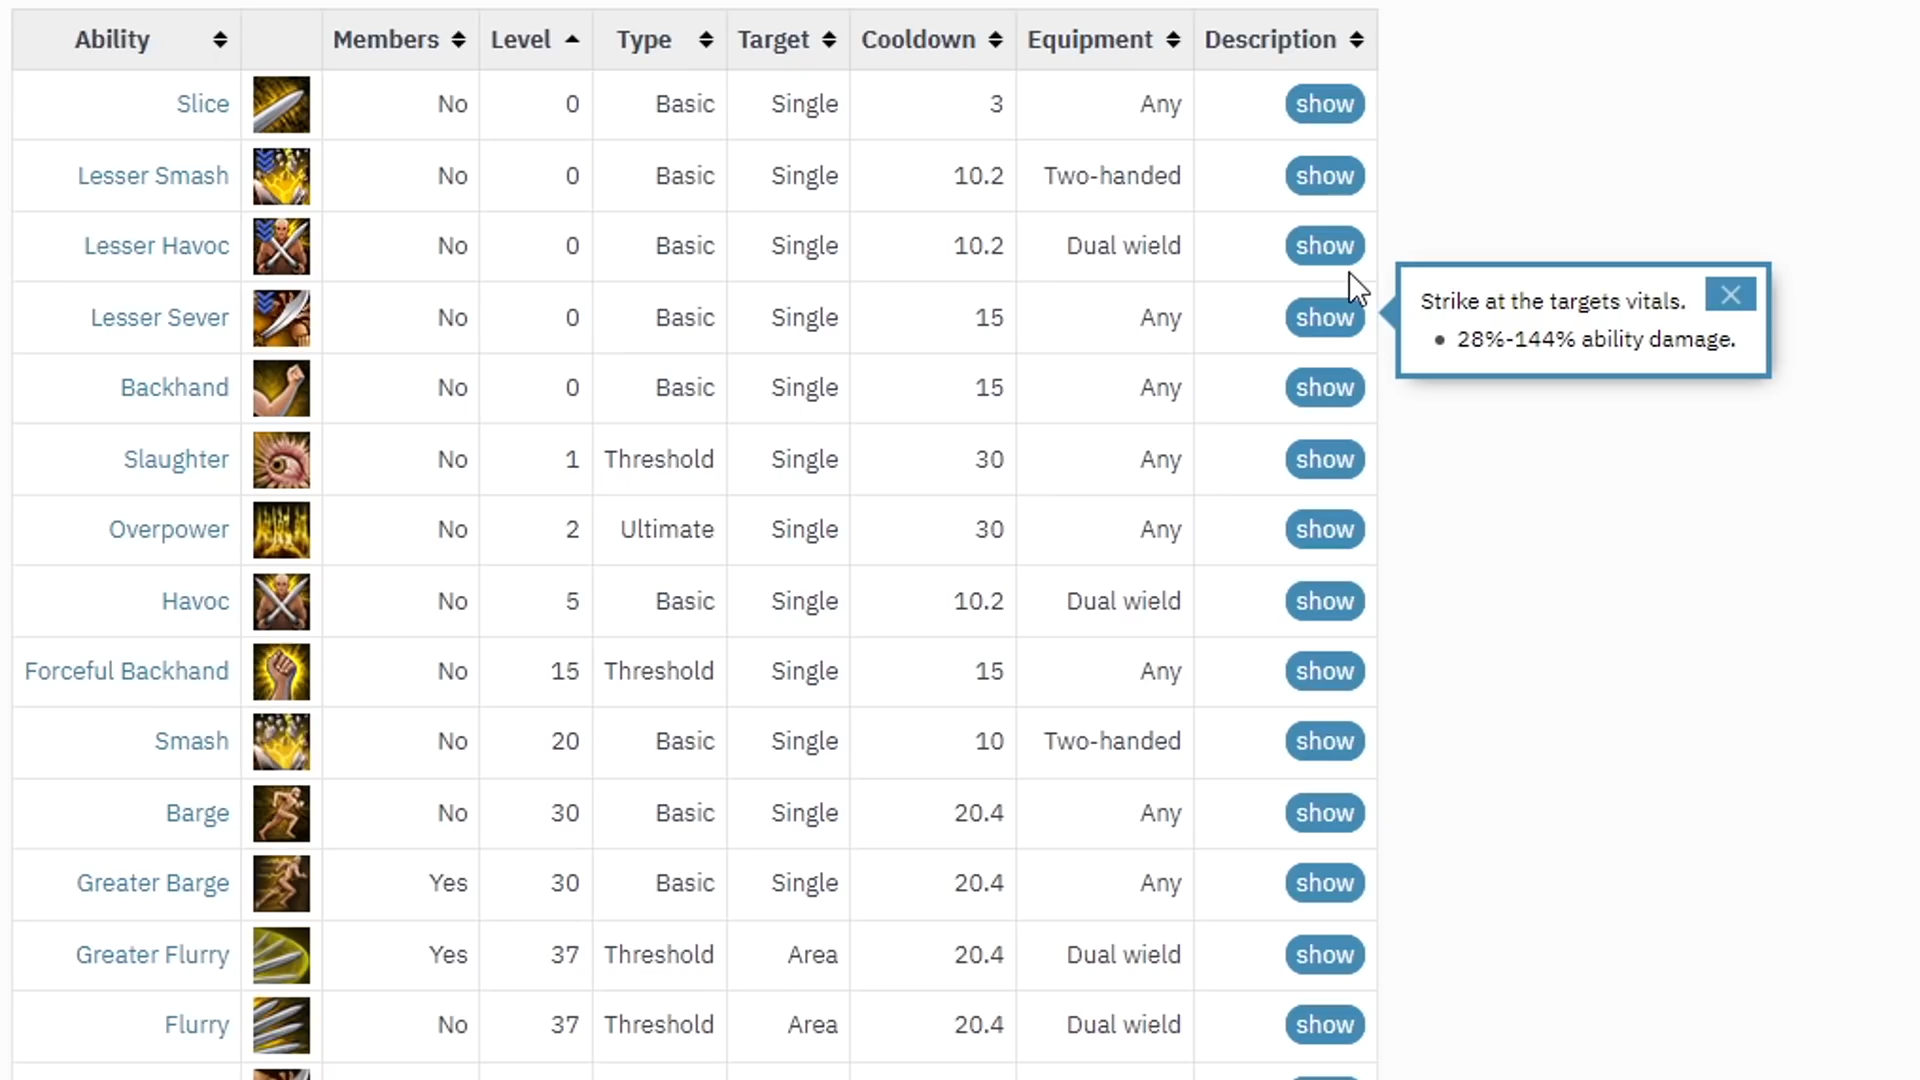 Ability Members Level Type Target Cooldown Equipment Description
Slice No 0 Basic Single 3 Any show
Lesser Smash No 0 Basic Single 10.2 Two-handed show
Lesser Havoc No 0 Basic Single 10.2 Dual wield show
Strike at the targets vitals.
Lesser Sever No 0 Basic Single 15 Any show
• 28%-144% ability damage.
Backhand No 0 Basic Single 15 Any show
Slaughter No 1 Threshold Single 30 Any show
Overpower No 2 Ultimate Single 30 Any show
Havoc No 5 Basic Single 10.2 Dual wield show
Forceful Backhand No 15 Threshold Single 15 Any show
Smash No 20 Basic Single 10 Two-handed show
Barge No 30 Basic Single 20.4 Any show
Greater Barge Yes 30 Basic Single 20.4 Any show
Greater Flurry Yes 37 Threshold Area 20.4 Dual wield show
Flurry No 37 Threshold Area 20.4 Dual wield show